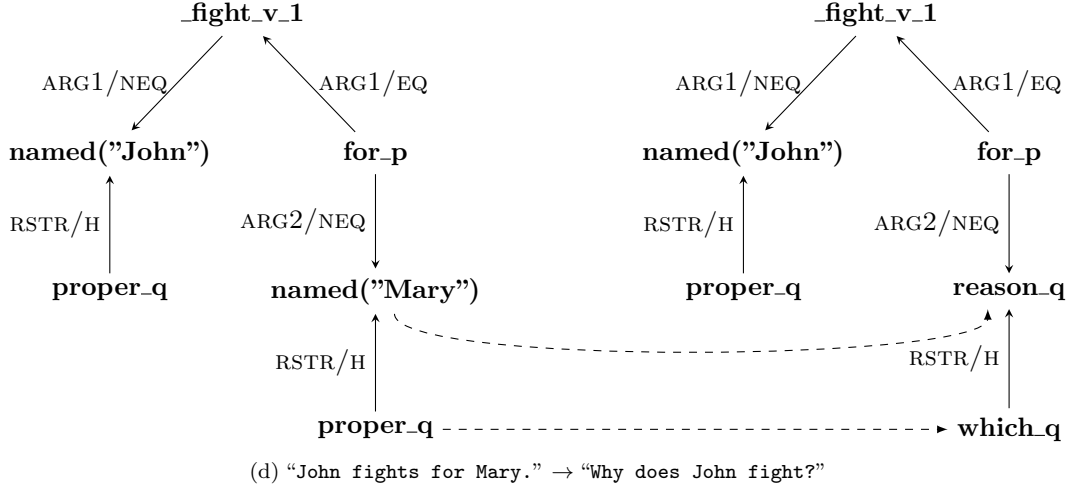 _fight_v_1 _fight_v_1
ARG1/NEQ ARG1/EQ ARG1/NEQ ARG1/EQ
named(”John”) for_p named(”John”) for_p
RSTR/H ARG2/NEQ RSTR/H ARG2/NEQ
proper_q named(”Mary”) proper_q reason_q
RSTR/H RSTR/H
proper_q which_q
(d) “John fights for Mary.” → “Why does John fight?”